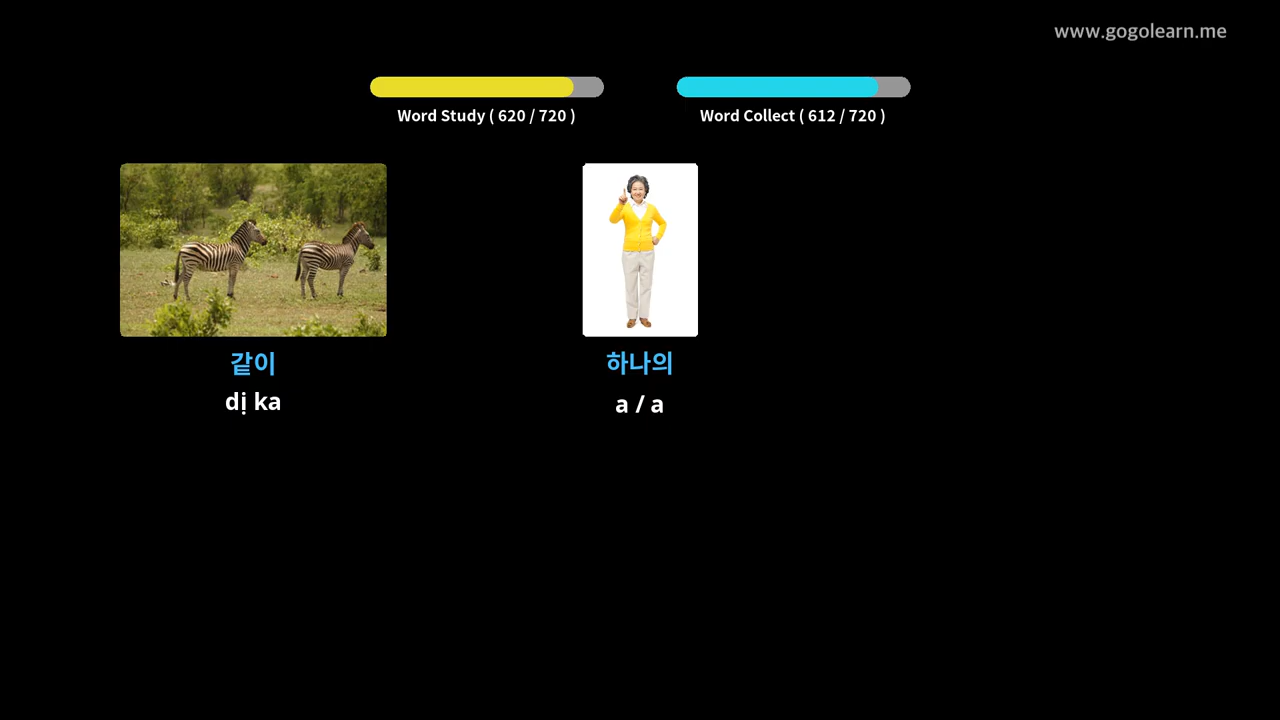 www.gogolearn.me
Word Study ( 620 / 720 )
Word Collect ( 612 / 720 )
같이
dị ka
하나의
a / a